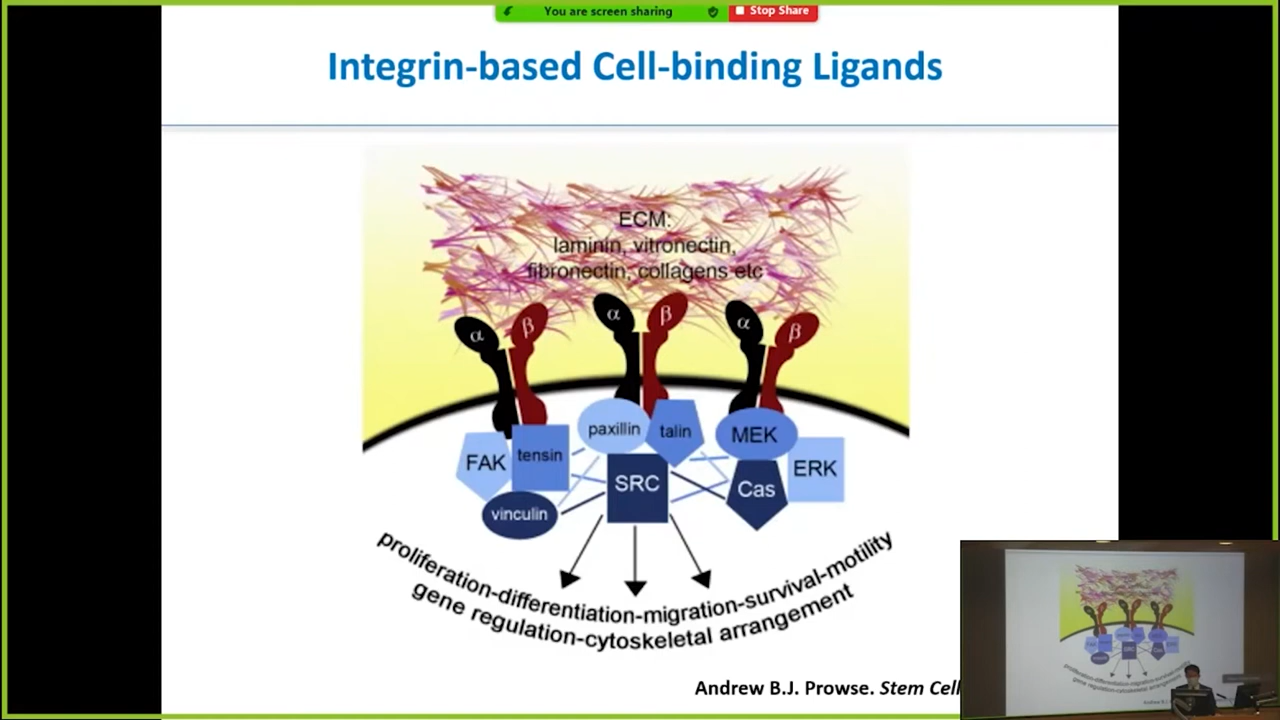 You are screen sharing
Stop Share
Integrin-based Cell-binding Ligands
ECM:
laminin, vitronectin,
fibronectin, collagens etc
α β α β α β
FAK tensin paxillin talin MEK ERK
vinculin SRC Cas
proliferation-differentiation-migration-survival-motility
gene regulation-cytoskeletal arrangement
Andrew B.J. Prowse. Stem Cell